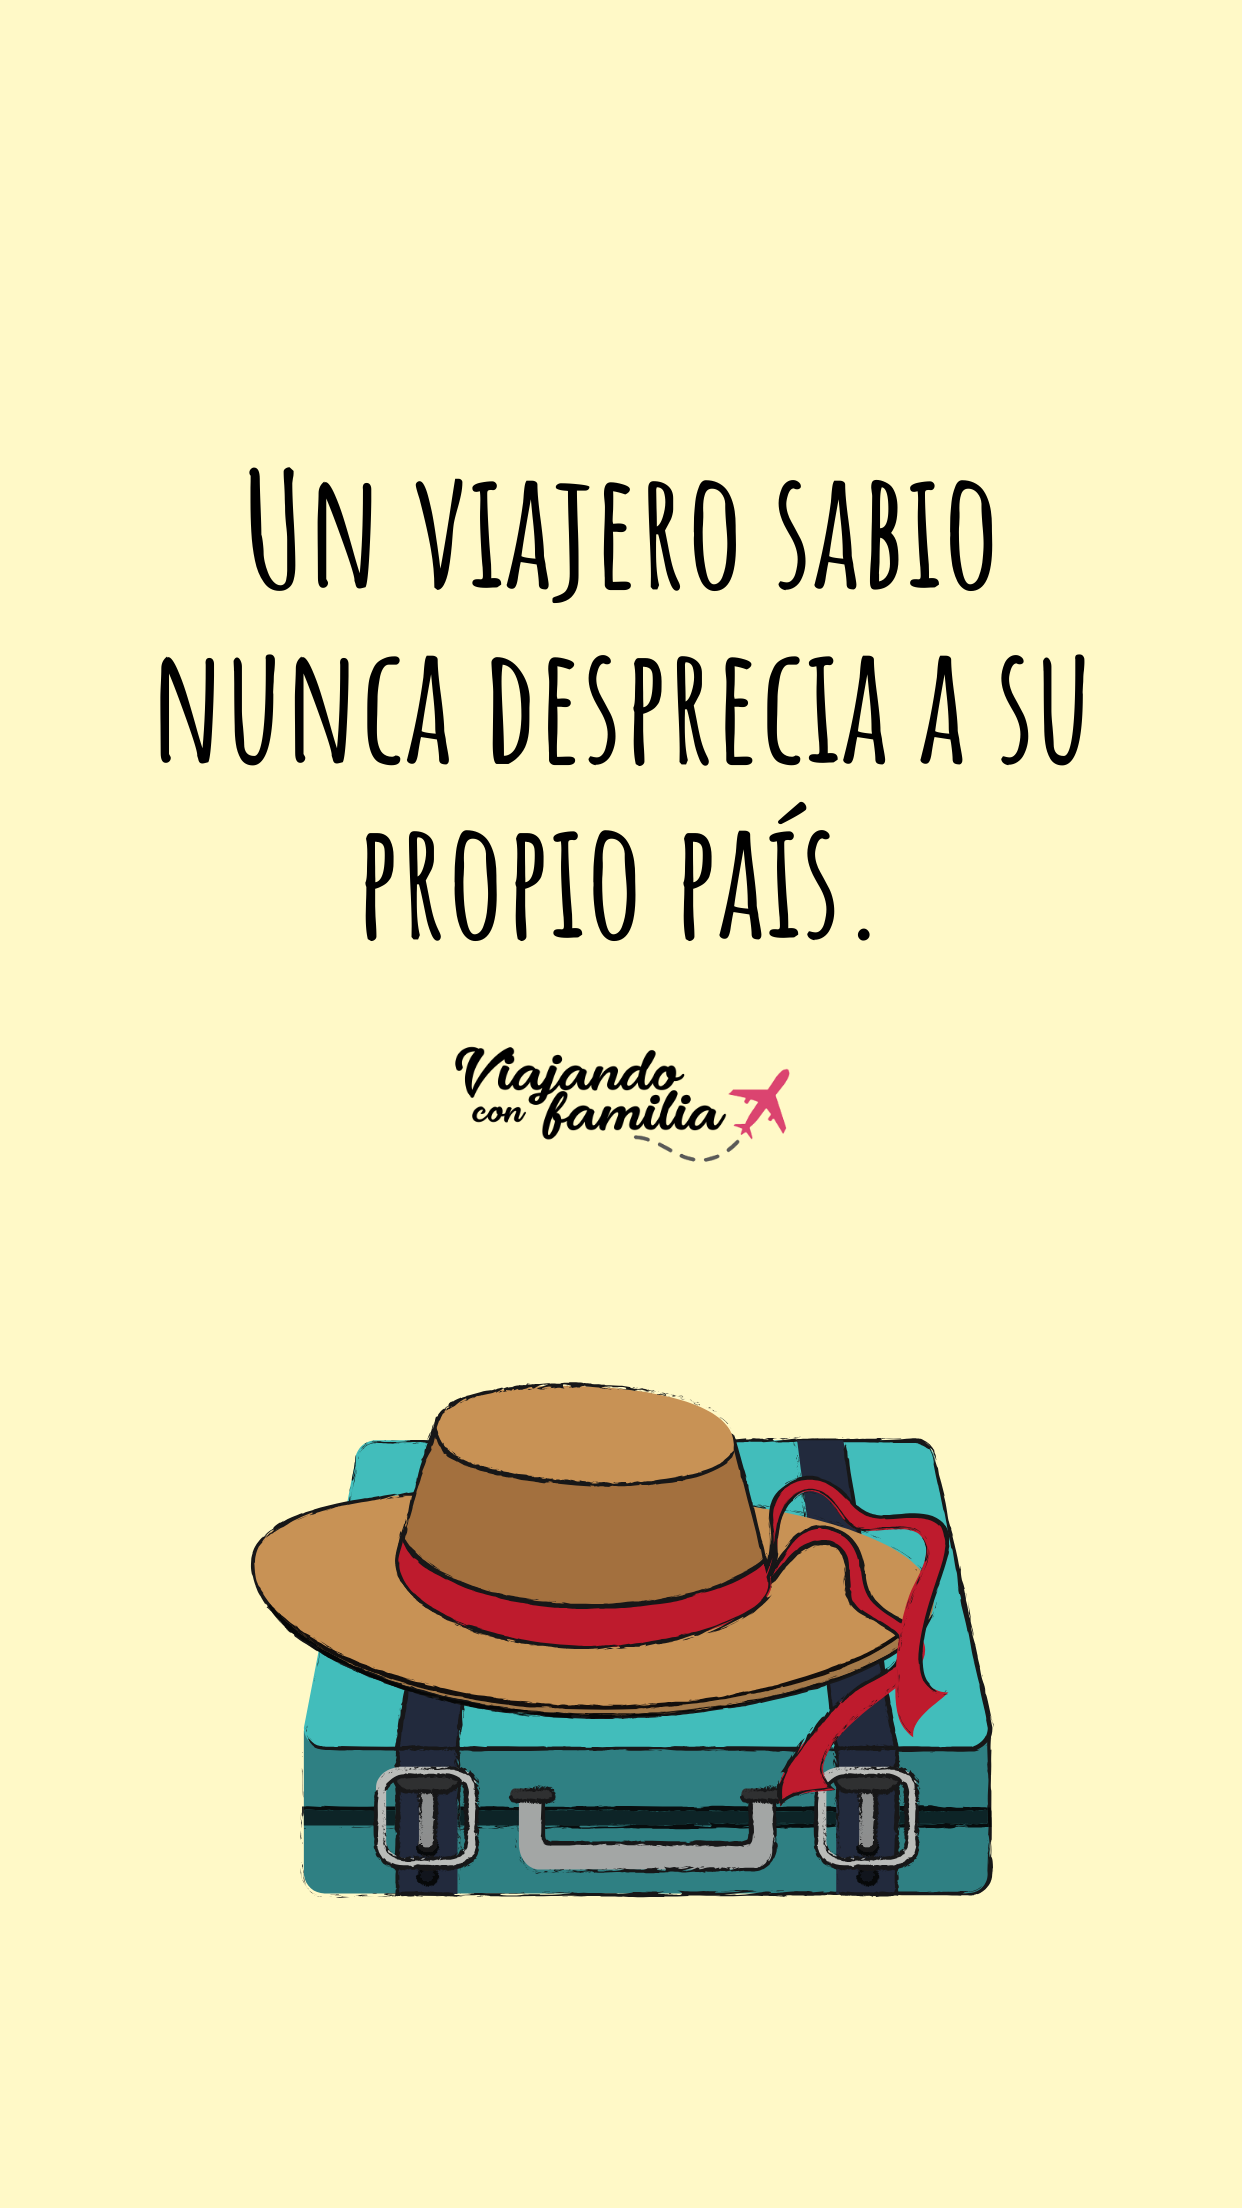 Un viajero sabio
nunca desprecia a su
propio país.
Viajando
con familia